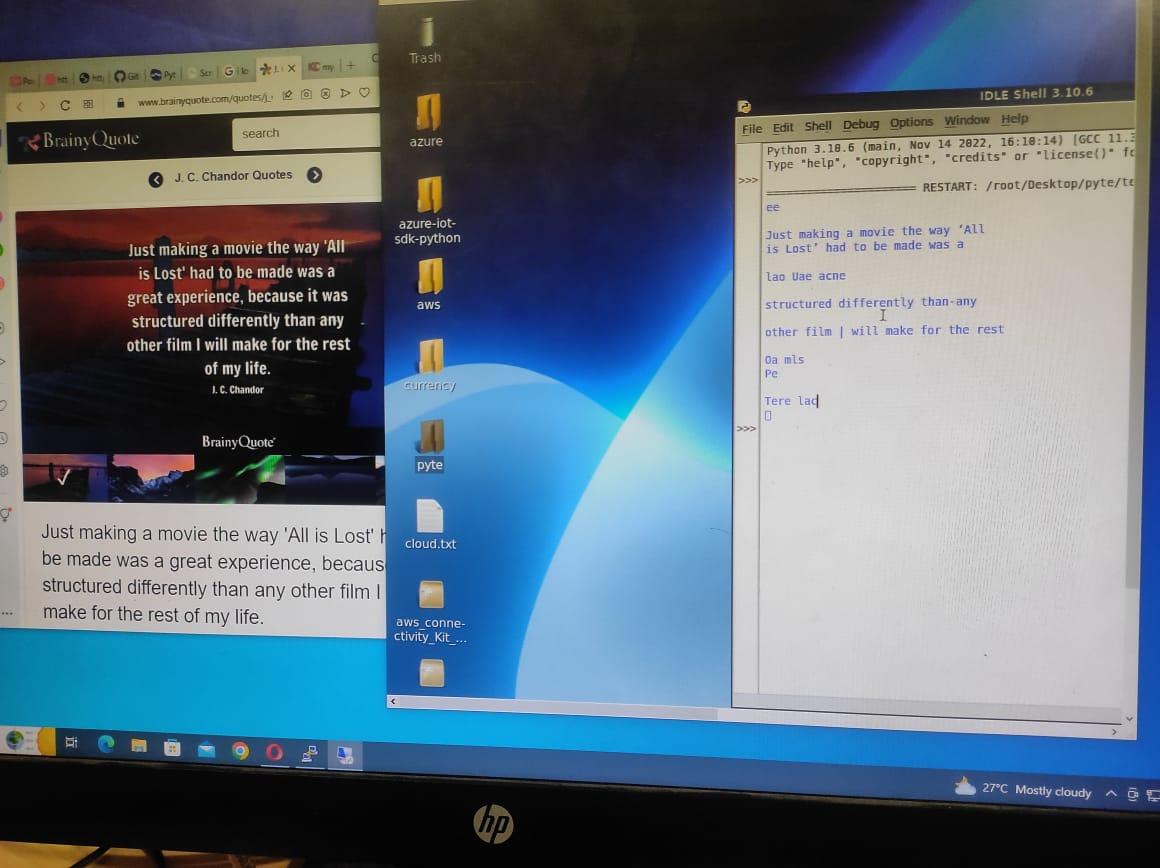 www.brainyquote.com/quotes/j_
BrainyQuote
search
J. C. Chandor Quotes
Just making a movie the way 'All
is Lost' had to be made was a
great experience, because it was
structured differently than any
other film I will make for the rest
of my life.
J. C. Chandor
BrainyQuote
Just making a movie the way 'All is Lost'
be made was a great experience, becaus
structured differently than any other film I
make for the rest of my life.
Trash
azure
azure-iot-
sdk-python
aws
currency
pyte
cloud.txt
aws_conne-
ctivity_Kit_...
IDLE Shell 3.10.6
File Edit Shell Debug Options Window Help
Python 3.10.6 (main, Nov 14 2022, 16:10:14) [GCC 11.3
Type "help", "copyright", "credits" or "license()" fo
>>>
RESTART: /root/Desktop/pyte/te
ee
Just making a movie the way ‘All
is Lost’ had to be made was a
lao Uae acne
structured differently than-any
other film | will make for the rest
Oa mls
Pe
Tere lac
>>>
27°C Mostly cloudy
hp